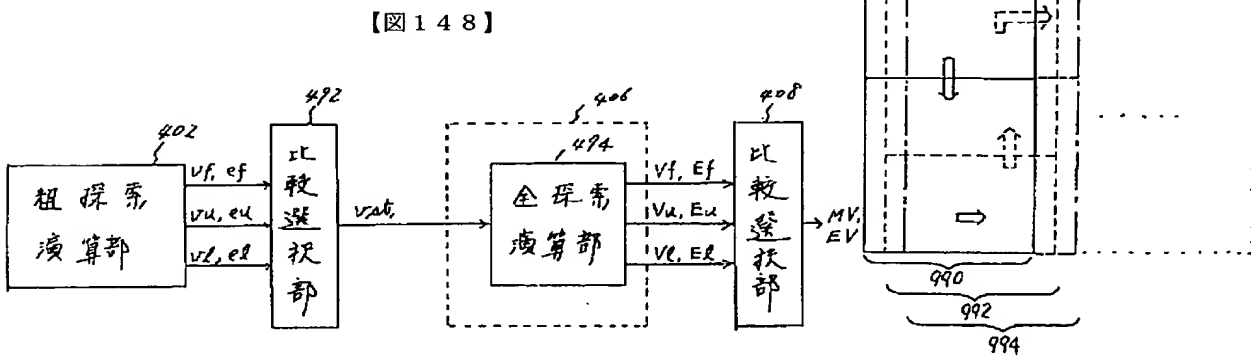 【図１４８】
402
粗探索
演算部
vf, ef
vu, eu
vl, el
492
比較選択部
406
494
全探索
演算部
Vf, Ef
Vu, Eu
Vl, El
408
比較選択部
MV,
EV
990
992
994